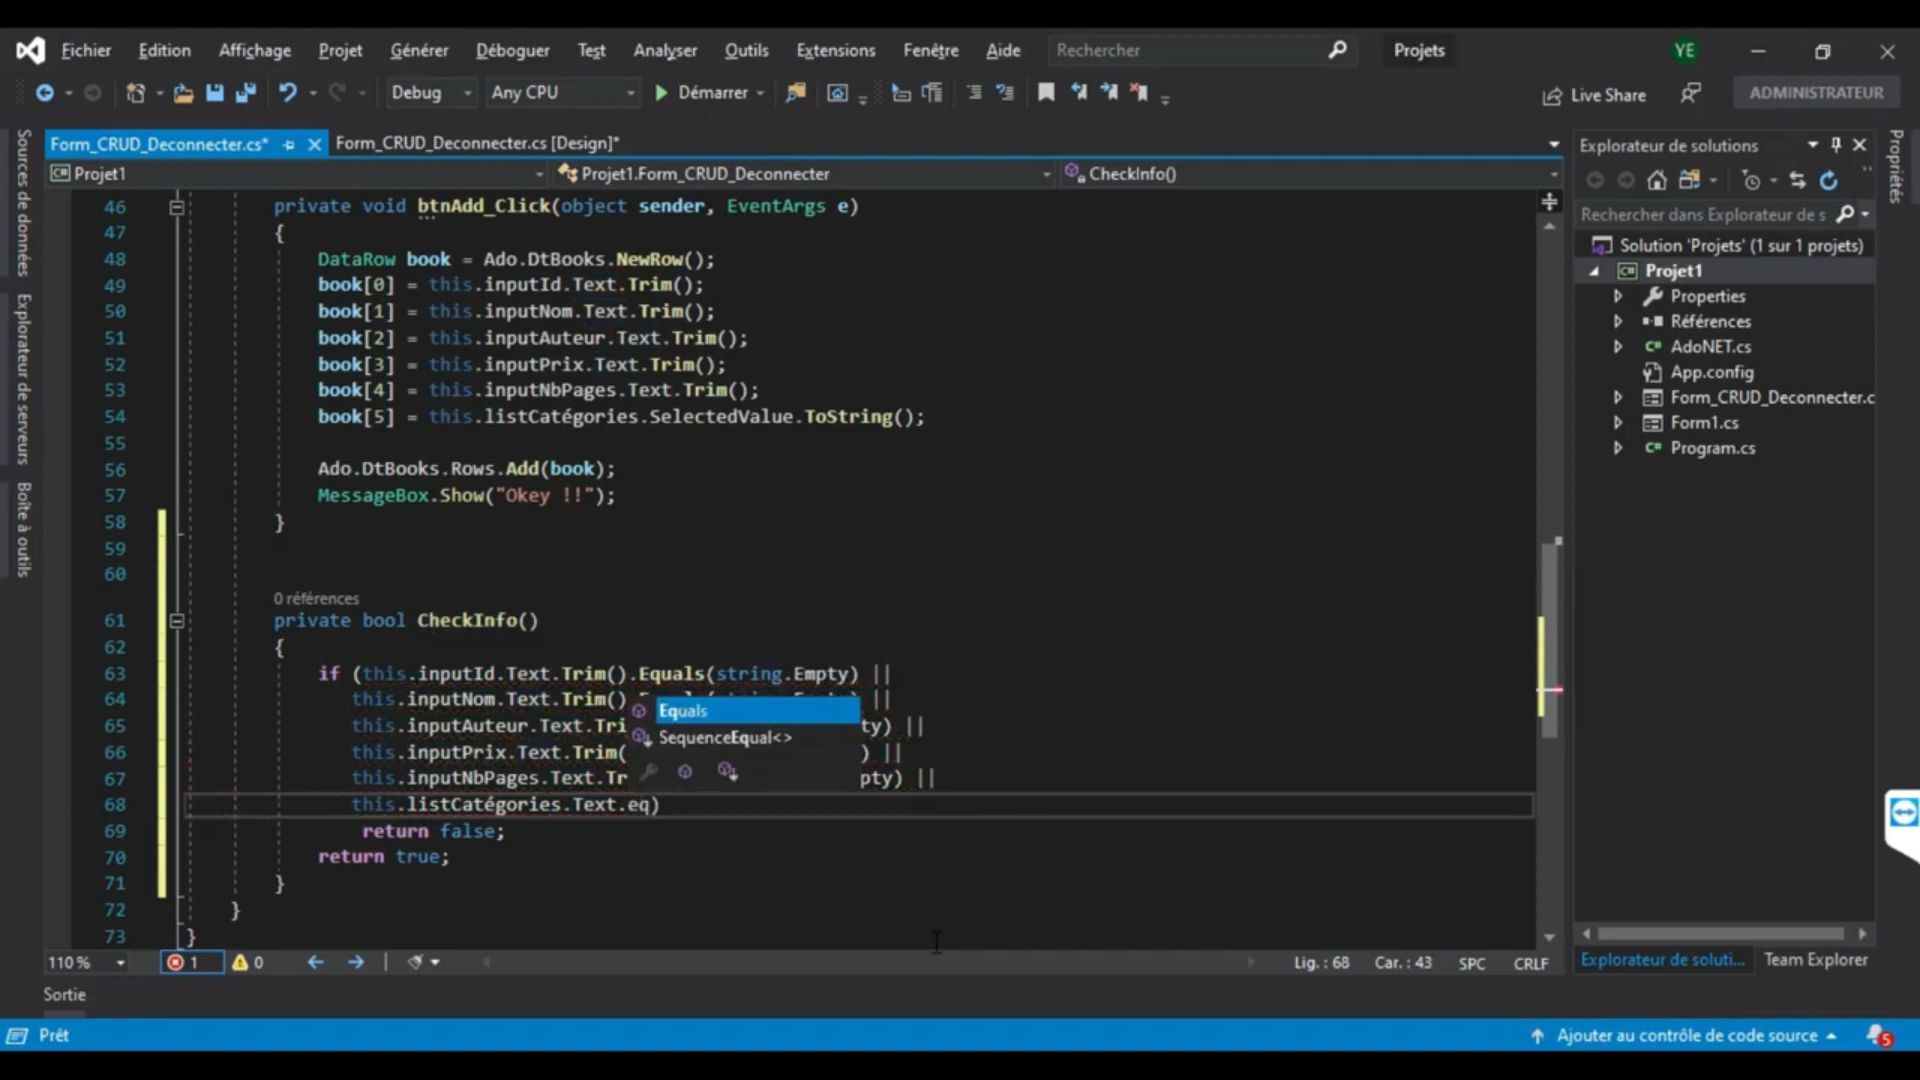 Fichier Edition Affichage Projet Générer Déboguer Test Analyser Outils Extensions Fenêtre Aide Rechercher Projets YE
Debug Any CPU Démarrer Live Share ADMINISTRATEUR
Sources de données
Explorateur de serveurs
Boîte à outils
Form_CRUD_Deconnecter.cs* Form_CRUD_Deconnecter.cs [Design]*
Projet1 Projet1.Form_CRUD_Deconnecter CheckInfo()
46 private void btnAdd_Click(object sender, EventArgs e)
47 {
48 DataRow book = Ado.DtBooks.NewRow();
49 book[0] = this.inputId.Text.Trim();
50 book[1] = this.inputNom.Text.Trim();
51 book[2] = this.inputAuteur.Text.Trim();
52 book[3] = this.inputPrix.Text.Trim();
53 book[4] = this.inputNbPages.Text.Trim();
54 book[5] = this.listCatégories.SelectedValue.ToString();
55
56 Ado.DtBooks.Rows.Add(book);
57 MessageBox.Show("Okey !!");
58 }
59
60
0 références
61 private bool CheckInfo()
62 {
63 if (this.inputId.Text.Trim().Equals(string.Empty) ||
64 this.inputNom.Text.Trim() ||
65 this.inputAuteur.Text.Tri ty) ||
66 this.inputPrix.Text.Trim( ) ||
67 this.inputNbPages.Text.Tr pty) ||
68 this.listCatégories.Text.eq)
69 return false;
70 return true;
71 }
72 }
73 }
Equals
SequenceEqual<>
110 % 1 0 Lig. : 68 Car. : 43 SPC CRLF
Sortie
Prêt Ajouter au contrôle de code source 5
Explorateur de solutions
Rechercher dans Explorateur de s
Solution 'Projets' (1 sur 1 projets)
Projet1
Properties
Références
AdoNET.cs
App.config
Form_CRUD_Deconnecter.c
Form1.cs
Program.cs
Explorateur de soluti... Team Explorer
Propriétés